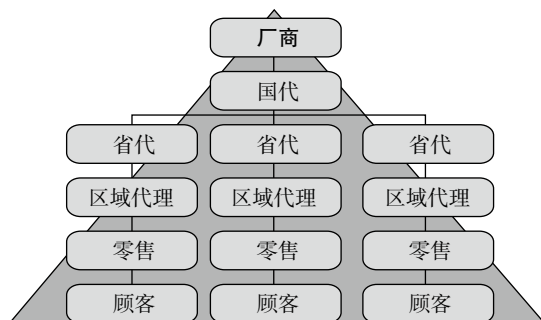 厂商
国代
省代 省代 省代
区域代理 区域代理 区域代理
零售 零售 零售
顾客 顾客 顾客